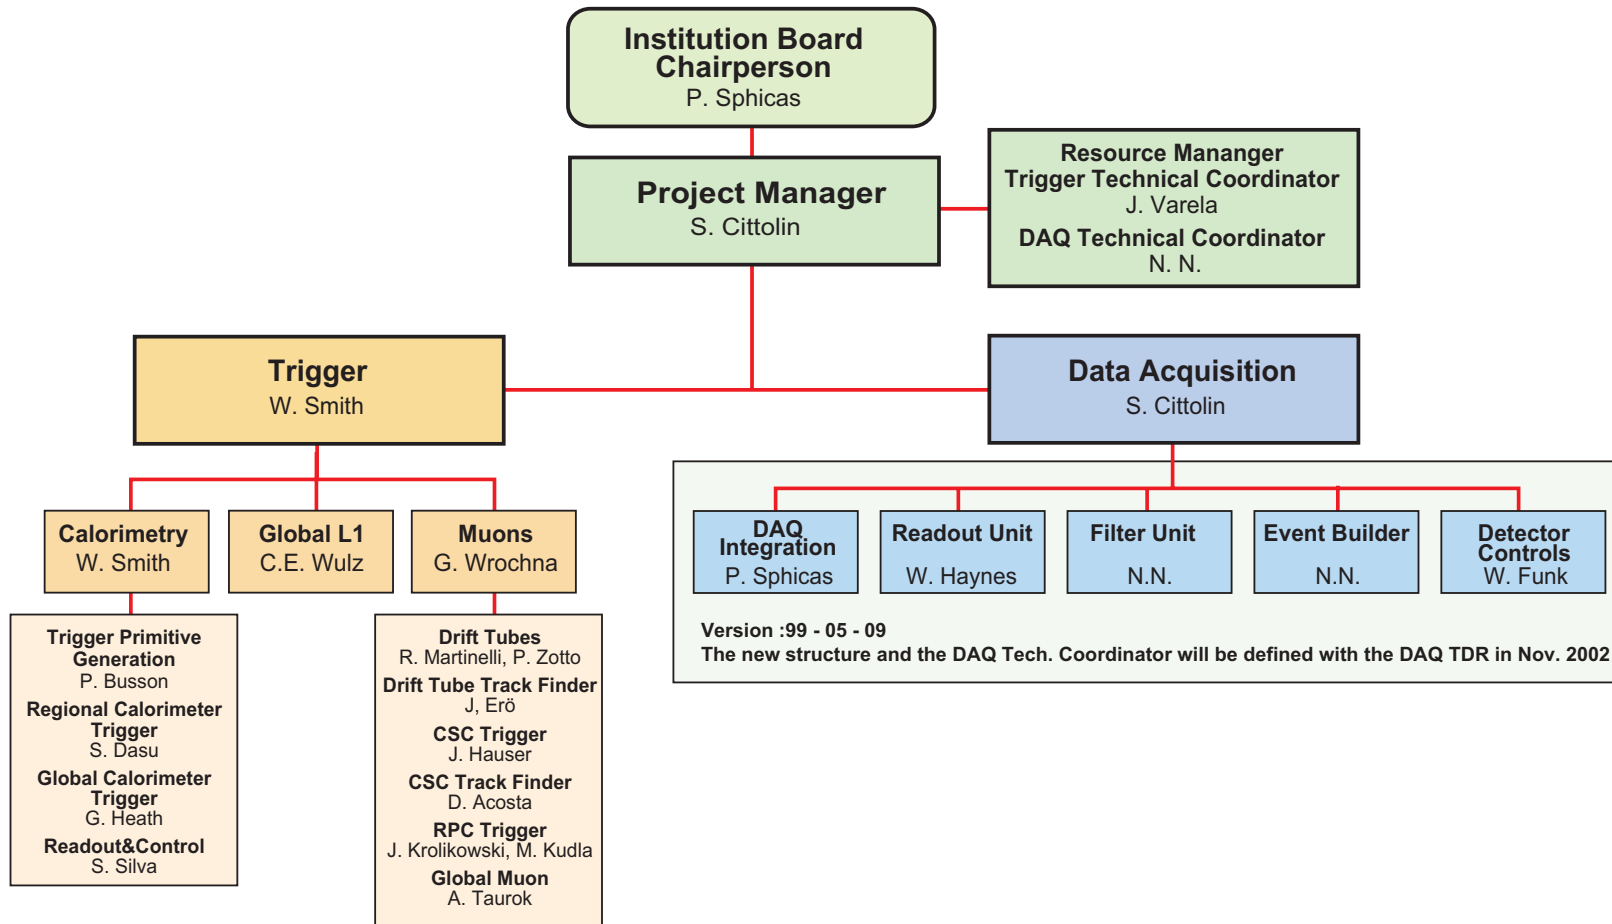 Institution Board
Chairperson
P. Sphicas
Project Manager
S. Cittolin
Resource Mananger
Trigger Technical Coordinator
J. Varela
DAQ Technical Coordinator
N. N.
Trigger
W. Smith
Data Acquisition
S. Cittolin
Calorimetry
W. Smith
Global L1
C.E. Wulz
Muons
G. Wrochna
DAQ
Integration
P. Sphicas
Readout Unit
W. Haynes
Filter Unit
N.N.
Event Builder
N.N.
Detector
Controls
W. Funk
Version :99 - 05 - 09
The new structure and the DAQ Tech. Coordinator will be defined with the DAQ TDR in Nov. 2002
Trigger Primitive
Generation
P. Busson
Regional Calorimeter
Trigger
S. Dasu
Global Calorimeter
Trigger
G. Heath
Readout&Control
S. Silva
Drift Tubes
R. Martinelli, P. Zotto
Drift Tube Track Finder
J, Erö
CSC Trigger
J. Hauser
CSC Track Finder
D. Acosta
RPC Trigger
J. Krolikowski, M. Kudla
Global Muon
A. Taurok